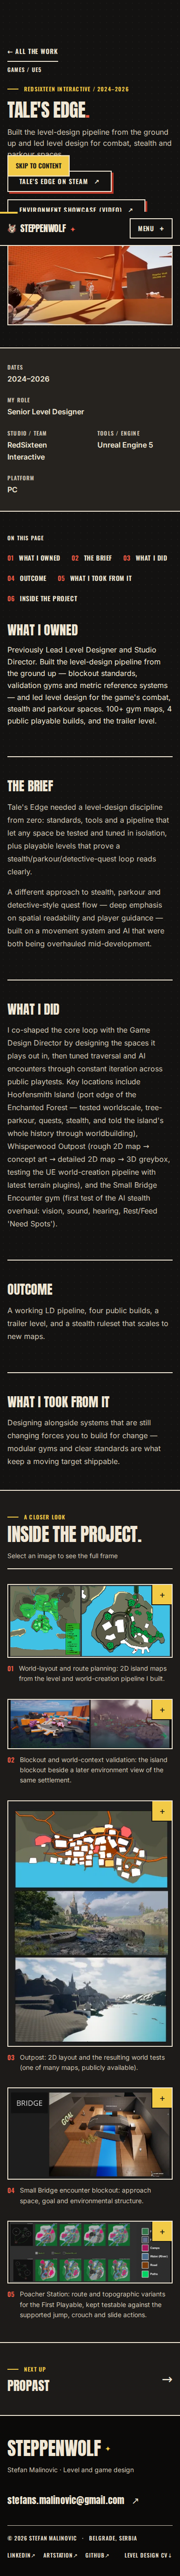 ← ALL THE WORK
GAMES / UES
REDSIXTEEN INTERACTIVE / 2024–2026
TALE'S EDGE.
Built the level-design pipeline from the ground
up and led level design for combat, stealth and
SKIP TO CONTENT
TALE'S EDGE ON STEAM ↗
ENVIRONMENT SHOWCASE (VIDEO) ↗
STEPPENWOLF
MENU +
DATES
2024–2026
MY ROLE
Senior Level Designer
STUDIO / TEAM
RedSixteen
Interactive
TOOLS / ENGINE
Unreal Engine 5
PLATFORM
PC
ON THIS PAGE
01 WHAT I OWNED 02 THE BRIEF 03 WHAT I DID
04 OUTCOME 05 WHAT I TOOK FROM IT
06 INSIDE THE PROJECT
WHAT I OWNED
Previously Lead Level Designer and Studio
Director. Built the level-design pipeline from
the ground up — blockout standards,
validation gyms and metric reference systems
— and led level design for the game's combat,
stealth and parkour spaces. 100+ gym maps, 4
public playable builds, and the trailer level.
THE BRIEF
Tale's Edge needed a level-design discipline
from zero: standards, tools and a pipeline that
let any space be tested and tuned in isolation,
plus playable levels that prove a
stealth/parkour/detective-quest loop reads
clearly.
A different approach to stealth, parkour and
detective-style quest flow — deep emphasis
on spatial readability and player guidance —
built on a movement system and AI that were
both being overhauled mid-development.
WHAT I DID
I co-shaped the core loop with the Game
Design Director by designing the spaces it
plays out in, then tuned traversal and AI
encounters through constant iteration across
public playtests. Key locations include
Hoofensmith Island (port edge of the
Enchanted Forest — tested worldscale, tree-
parkour, quests, stealth, and told the island's
whole history through worldbuilding),
Whisperwood Outpost (rough 2D map →
concept art → detailed 2D map → 3D greybox,
testing the UE world-creation pipeline with
latest terrain plugins), and the Small Bridge
Encounter gym (first test of the AI stealth
overhaul: vision, sound, hearing, Rest/Feed
'Need Spots').
OUTCOME
A working LD pipeline, four public builds, a
trailer level, and a stealth ruleset that scales to
new maps.
WHAT I TOOK FROM IT
Designing alongside systems that are still
changing forces you to build for change —
modular gyms and clear standards are what
keep a moving target shippable.
A CLOSER LOOK
INSIDE THE PROJECT.
Select an image to see the full frame
+
01 World-layout and route planning: 2D island maps
from the level and world-creation pipeline I built.
+
02 Blockout and world-context validation: the island
blockout beside a later environment view of the
same settlement.
+
03 Outpost: 2D layout and the resulting world tests
(one of many maps, publicly available).
BRIDGE
GOAL
+
04 Small Bridge encounter blockout: approach
space, goal and environmental structure.
+
05 Poacher Station: route and topographic variants
for the First Playable, kept testable against the
supported jump, crouch and slide actions.
NEXT UP
PROPAST
→
STEPPENWOLF
Stefan Malinovic · Level and game design
stefans.malinovic@gmail.com ↗
© 2026 STEFAN MALINOVIC · BELGRADE, SERBIA
LINKEDIN↗ ARTSTATION↗ GITHUB↗ LEVEL DESIGN CV↓